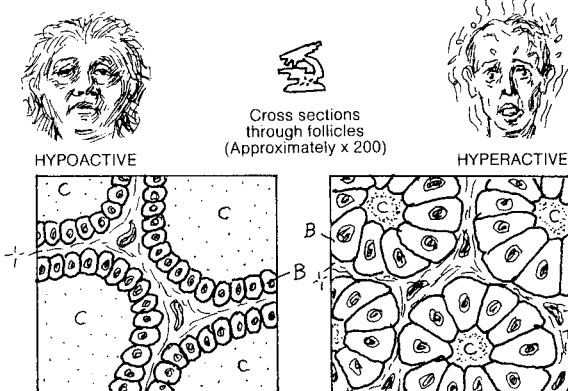 Cross sections
through follicles
(Approximately x 200)
HYPOACTIVE
HYPERACTIVE
C
C
C
C
B
B
C
C
C